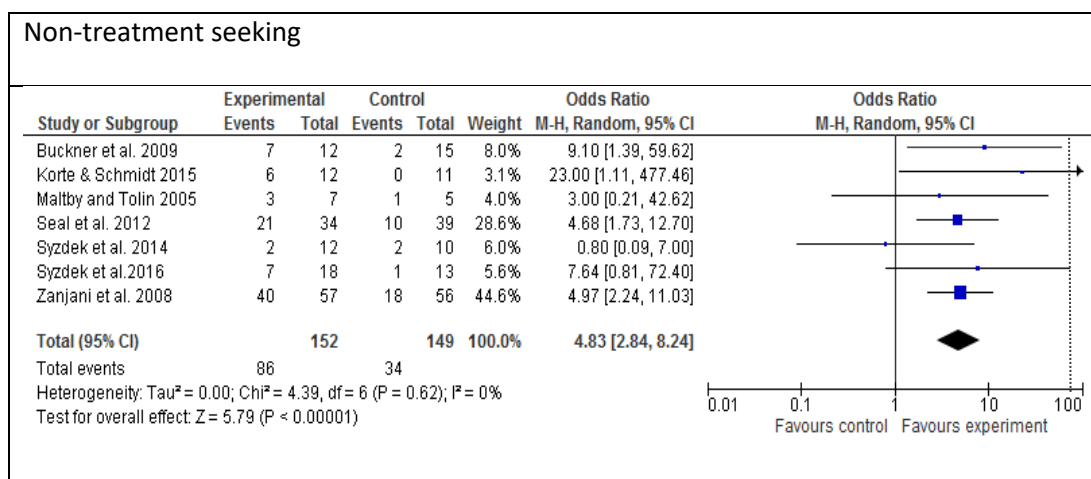 Non-treatment seeking
Experimental Control Odds Ratio Odds Ratio
Study or Subgroup Events Total Events Total Weight M-H, Random, 95% CI M-H, Random, 95% CI
Buckner et al. 2009 7 12 2 15 8.0% 9.10 [1.39, 59.62]
Korte & Schmidt 2015 6 12 0 11 3.1% 23.00 [1.11, 477.46]
Maltby and Tolin 2005 3 7 1 5 4.0% 3.00 [0.21, 42.62]
Seal et al. 2012 21 34 10 39 28.6% 4.68 [1.73, 12.70]
Syzdek et al. 2014 2 12 2 10 6.0% 0.80 [0.09, 7.00]
Syzdek et al.2016 7 18 1 13 5.6% 7.64 [0.81, 72.40]
Zanjani et al. 2008 40 57 18 56 44.6% 4.97 [2.24, 11.03]
Total (95% CI) 152 149 100.0% 4.83 [2.84, 8.24]
Total events 86 34
Heterogeneity: Tau² = 0.00; Chi² = 4.39, df = 6 (P = 0.62); I² = 0%
Test for overall effect: Z = 5.79 (P < 0.00001)
0.01 0.1 1 10 100
Favours control Favours experiment